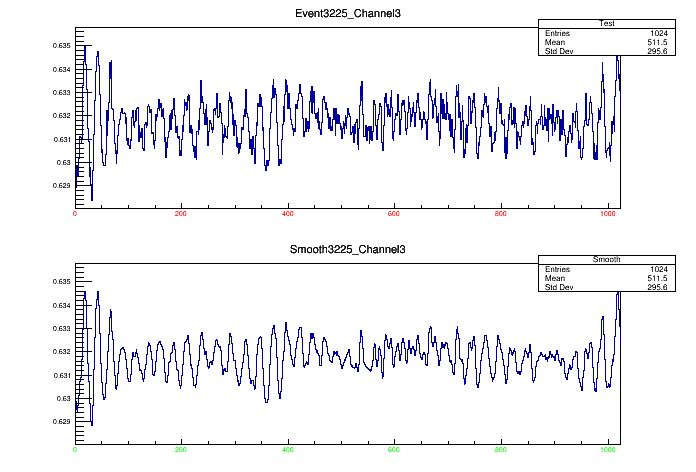 Event3225_Channel3
Test
Entries 1024
Mean 511.5
Std Dev 295.6
0.635
0.634
0.633
0.632
0.631
0.63
0.629
0 200 400 600 800 1000
Smooth3225_Channel3
Smooth
Entries 1024
Mean 511.5
Std Dev 295.6
0.635
0.634
0.633
0.632
0.631
0.63
0.629
0 200 400 600 800 1000